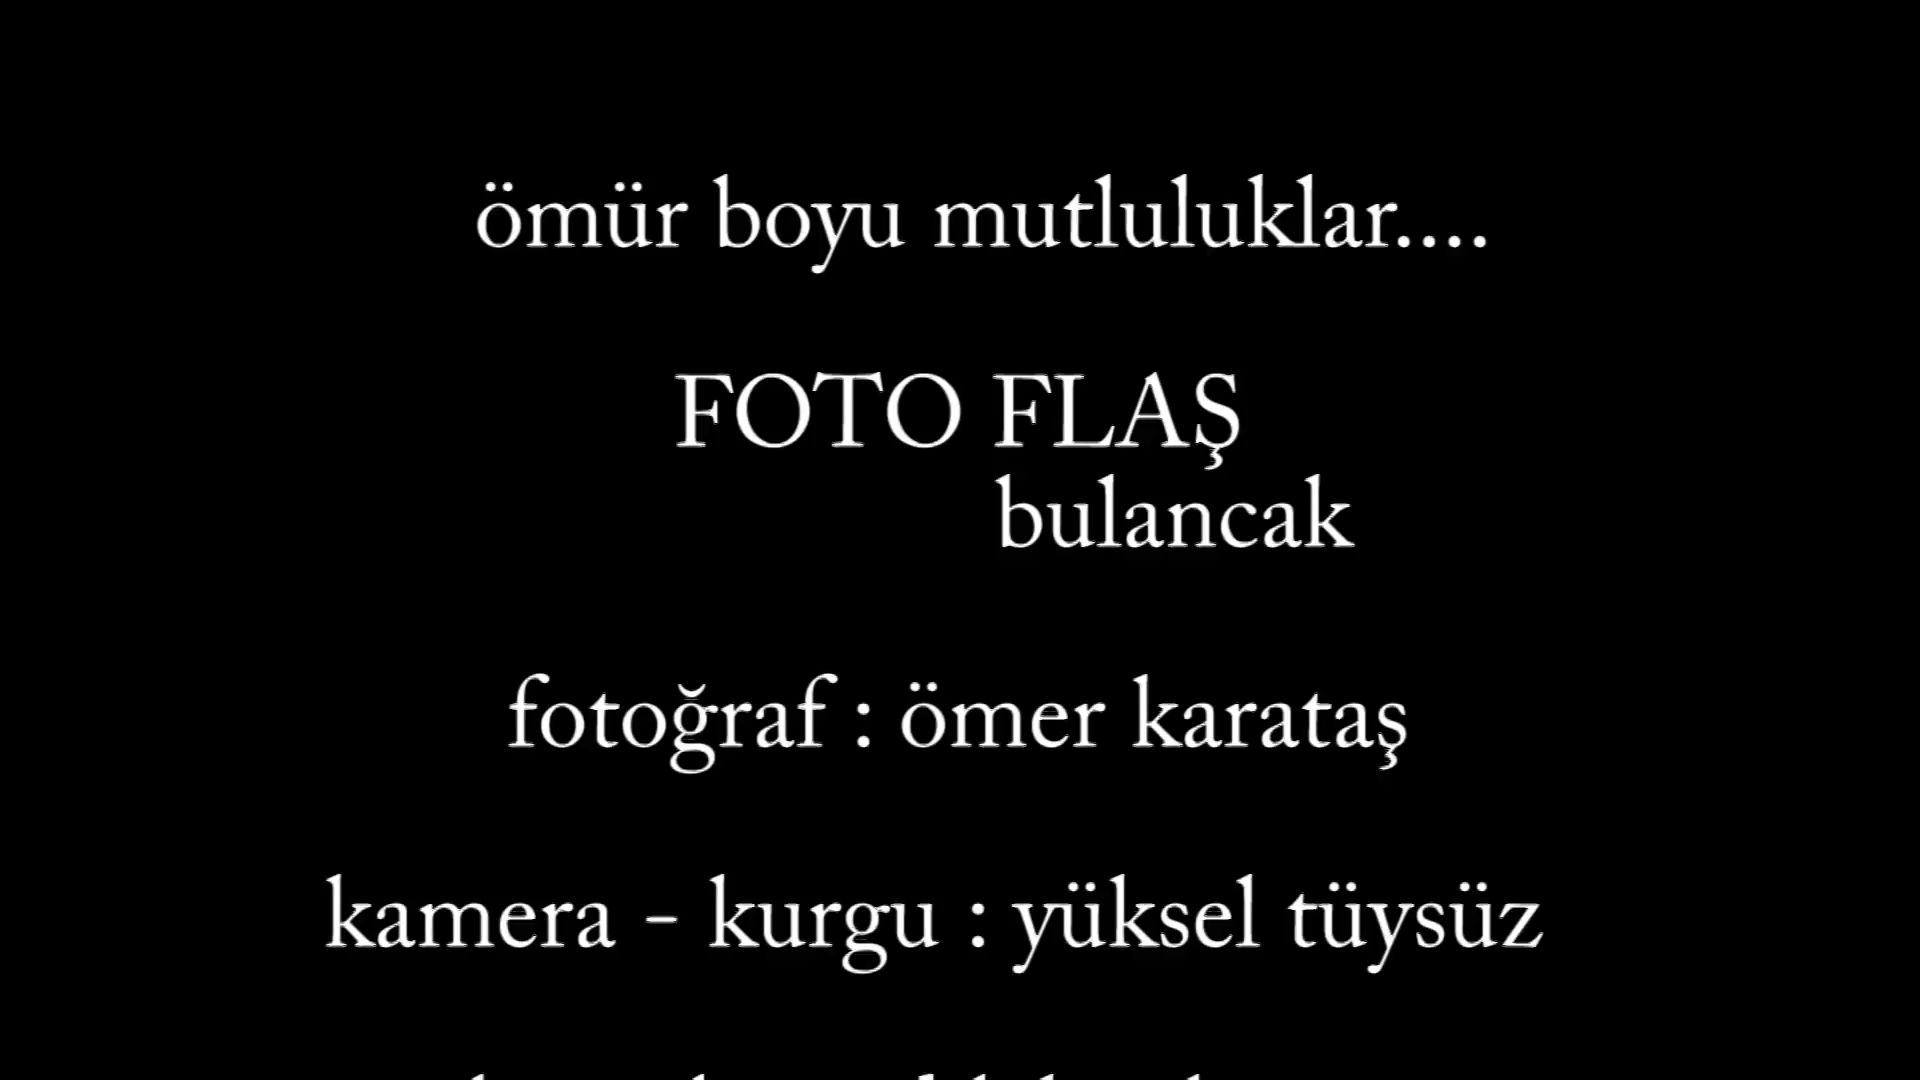 ömür boyu mutluluklar....
FOTO FLAŞ
bulancak
fotoğraf : ömer karataş
kamera - kurgu : yüksel tüysüz